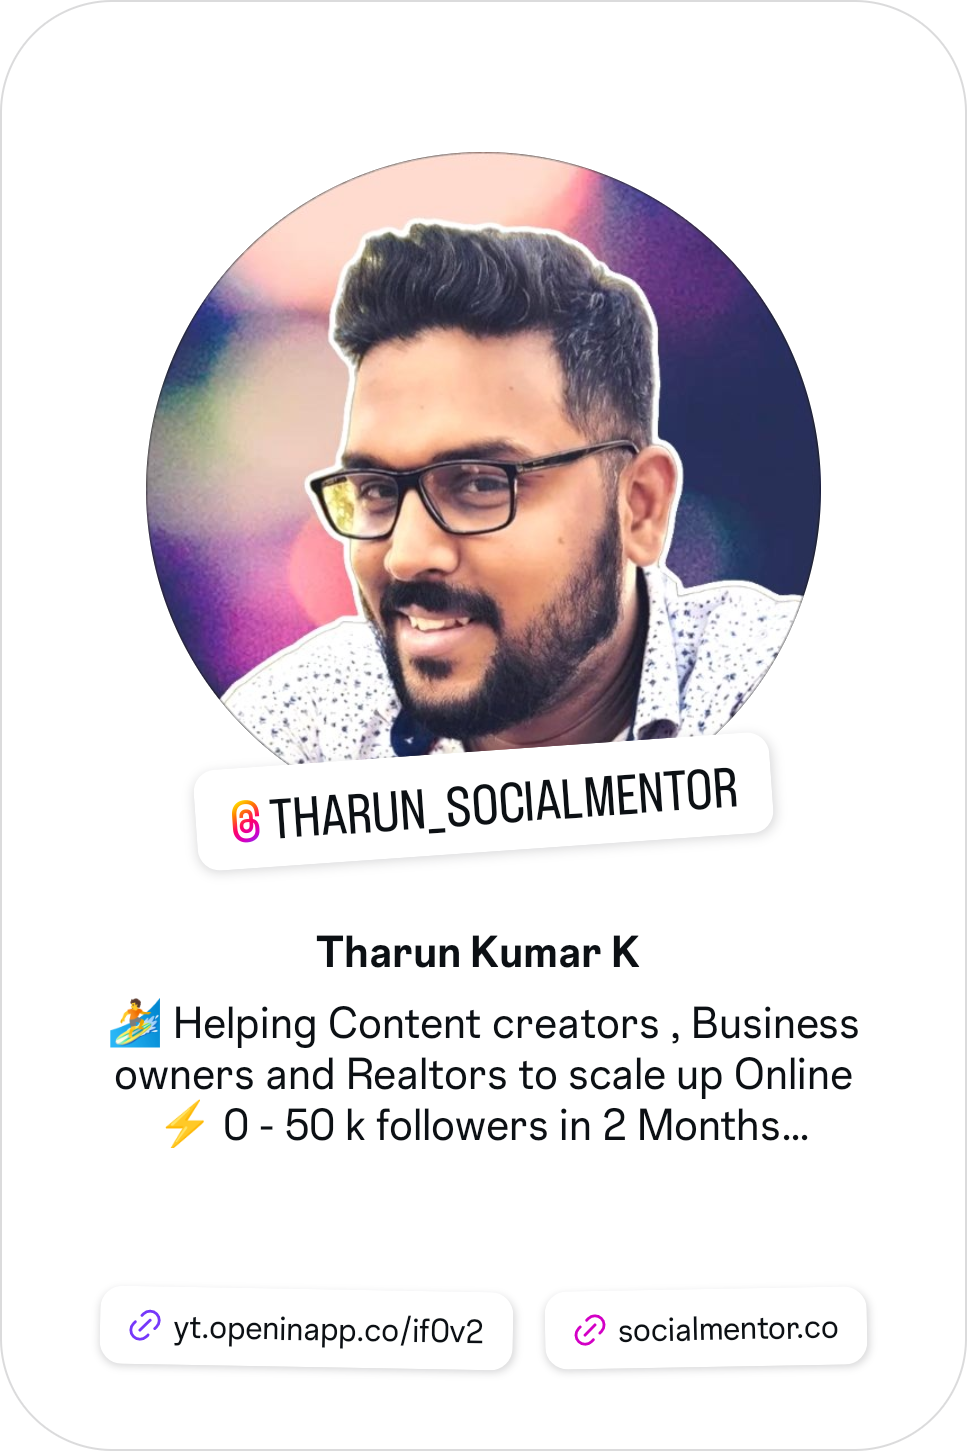 THARUN_SOCIALMENTOR
Tharun Kumar K
🏄 Helping Content creators , Business
owners and Realtors to scale up Online
⚡ 0 - 50 k followers in 2 Months...
yt.openinapp.co/if0v2
socialmentor.co